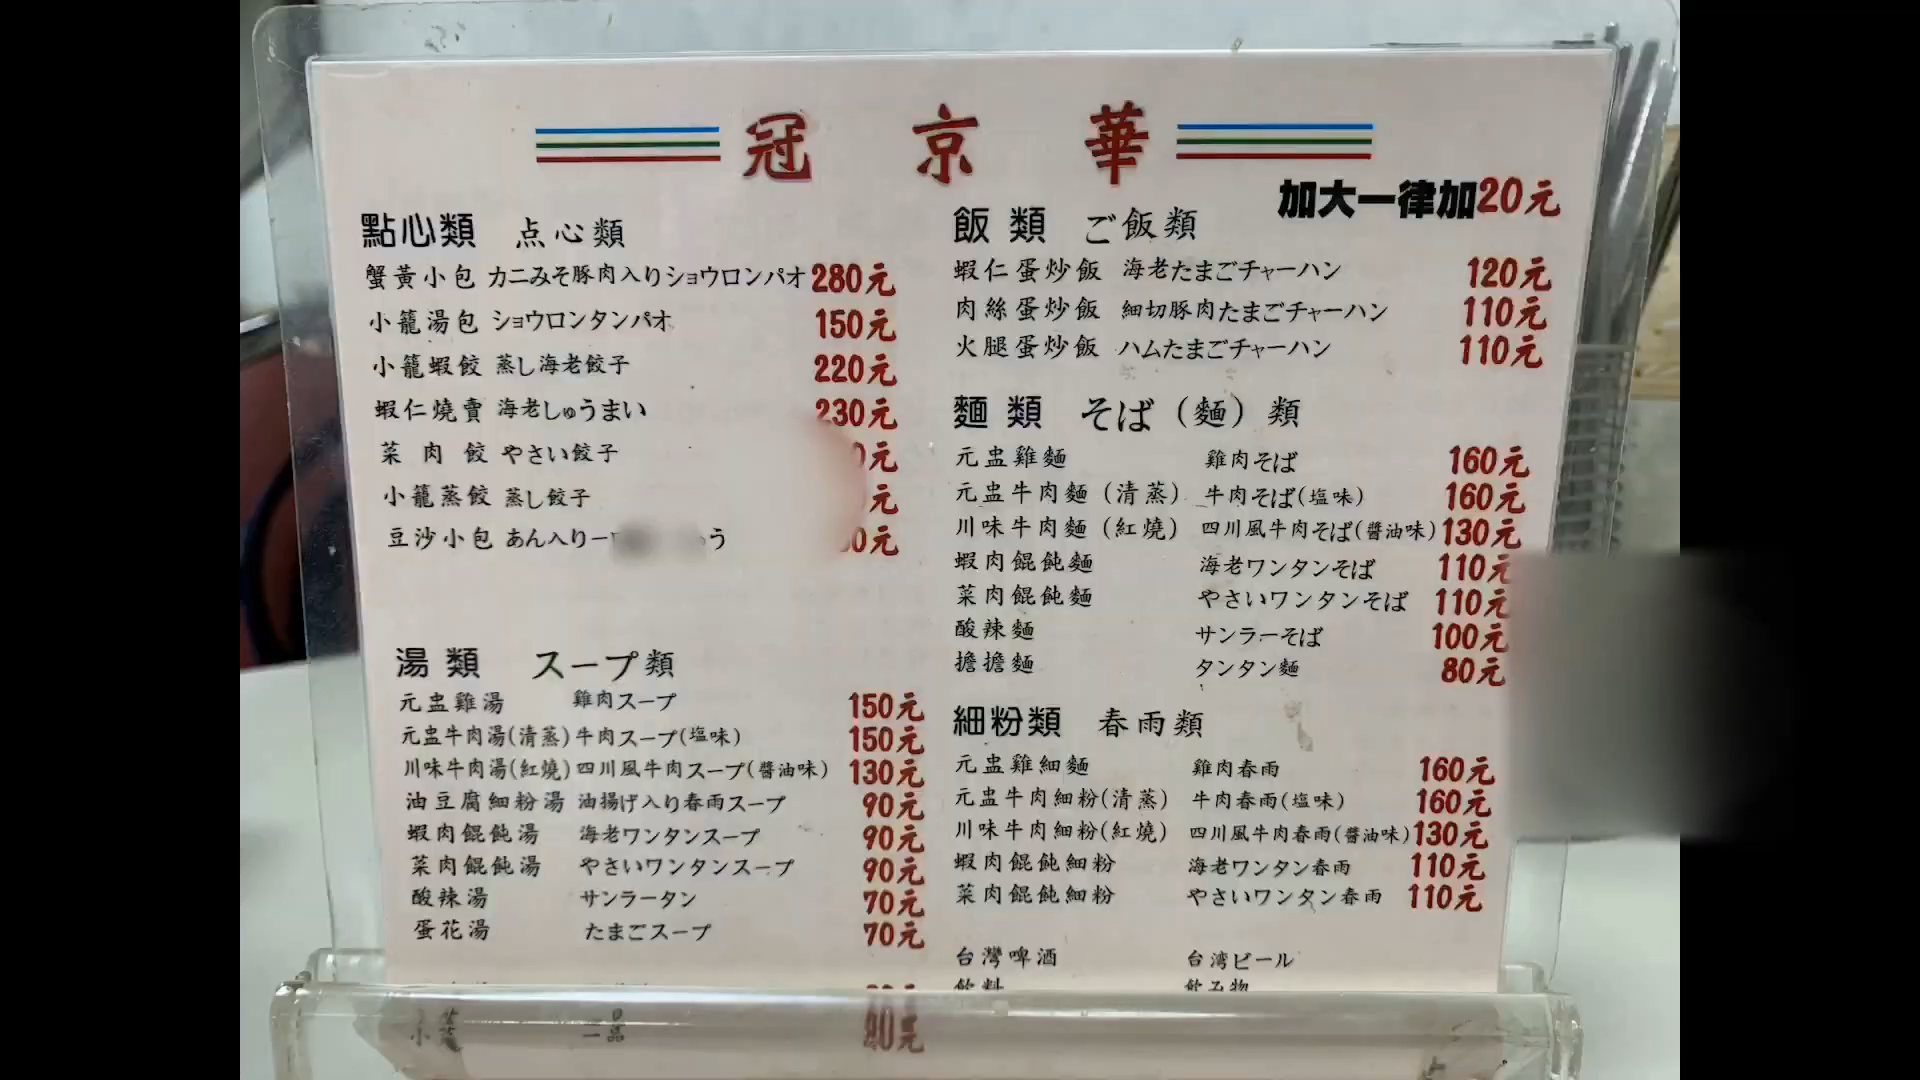 冠京華
加大一律加20元
點心類 点心類
蟹黃小包 カニみそ豚肉入りショウロンパオ 280元
小籠湯包 ショウロンタンパオ 150元
小籠蝦餃 蒸し海老餃子 220元
蝦仁燒賣 海老しゅうまい 230元
菜肉餃 やさい餃子 元
小籠蒸餃 蒸し餃子 元
豆沙小包 あん入り 元
湯類 スープ類
元盅雞湯 雞肉スープ 150元
元盅牛肉湯(清蒸) 牛肉スープ(塩味) 150元
川味牛肉湯(紅燒) 四川風牛肉スープ(醬油味) 130元
油豆腐細粉湯 油揚げ入り春雨スープ 90元
蝦肉餛飩湯 海老ワンタンスープ 90元
菜肉餛飩湯 やさいワンタンスープ 90元
酸辣湯 サンラータン 70元
蛋花湯 たまごスープ 70元
飯類 ご飯類
蝦仁蛋炒飯 海老たまごチャーハン 120元
肉絲蛋炒飯 細切豚肉たまごチャーハン 110元
火腿蛋炒飯 ハムたまごチャーハン 110元
麵類 そば(麵)類
元盅雞麵 雞肉そば 160元
元盅牛肉麵(清蒸) 牛肉そば(塩味) 160元
川味牛肉麵(紅燒) 四川風牛肉そば(醬油味) 130元
蝦肉餛飩麵 海老ワンタンそば 110元
菜肉餛飩麵 やさいワンタンそば 110元
酸辣麵 サンラーそば 100元
擔擔麵 タンタン麵 80元
細粉類 春雨類
元盅雞細麵 雞肉春雨 160元
元盅牛肉細粉(清蒸) 牛肉春雨(塩味) 160元
川味牛肉細粉(紅燒) 四川風牛肉春雨(醬油味) 130元
蝦肉餛飩細粉 海老ワンタン春雨 110元
菜肉餛飩細粉 やさいワンタン春雨 110元
台灣啤酒 台湾ビール
飲料 飲み物